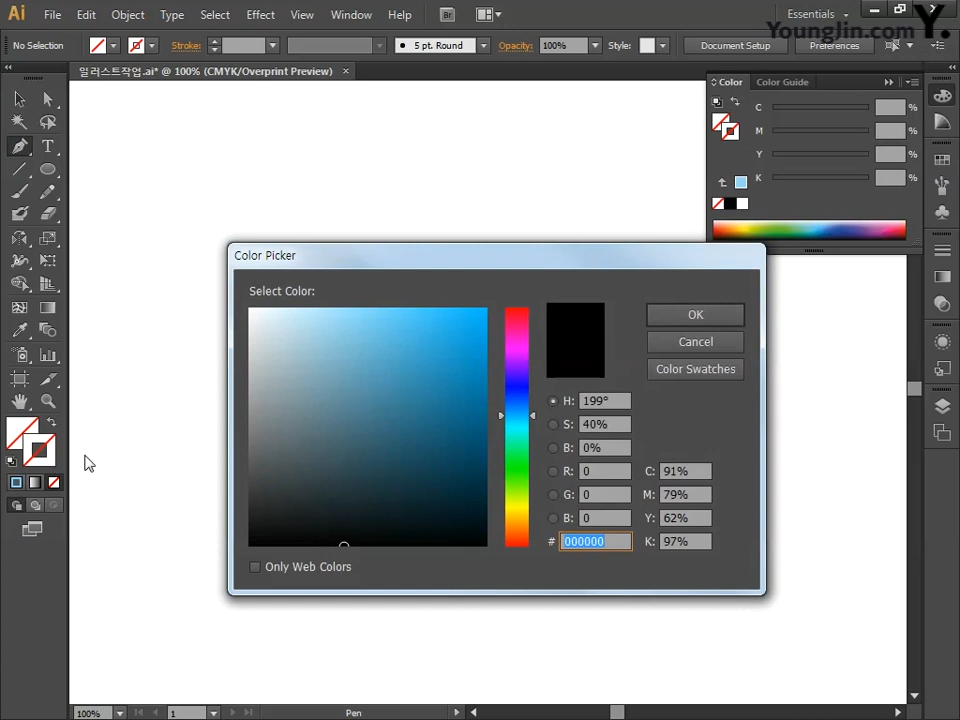 Ai File Edit Object Type Select Effect View Window Help Br Essentials
Younglin.com Y.
No Selection Stroke: 5 pt. Round Opacity: 100% Style: Document Setup Preferences
일러스트작업.ai* @ 100% (CMYK/Overprint Preview) ×
Color Color Guide
C %
M %
Y %
K %
T
Color Picker
Select Color:
OK
Cancel
Color Swatches
H: 199°
S: 40%
B: 0%
R: 0 C: 91%
G: 0 M: 79%
B: 0 Y: 62%
# 000000 K: 97%
Only Web Colors
100% 1 Pen